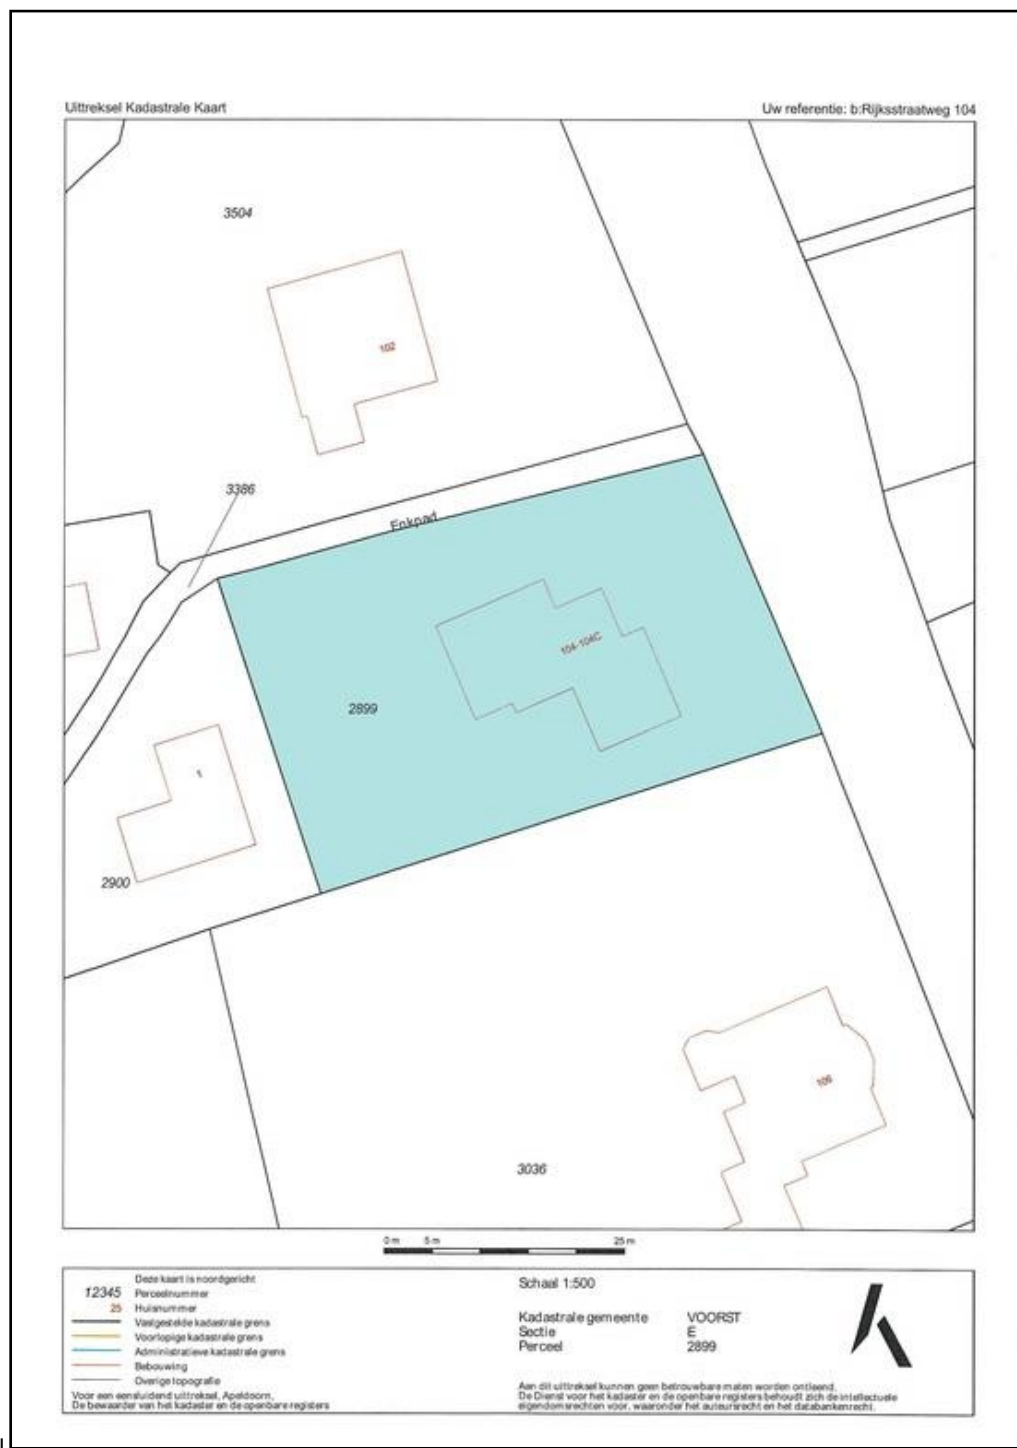 Uittreksel Kadastrale Kaart
Uw referentie: b:Rijksstraatweg 104
3504
102
3386
Enkpad
104-104C
2899
1
2900
106
3036
0 m 5 m 25 m
Deze kaart is noordgericht
12345 Perceelnummer
25 Huisnummer
Vastgestelde kadastrale grens
Voorlopige kadastrale grens
Administratieve kadastrale grens
Bebouwing
Overige topografie
Voor een eensluidend uittreksel, Apeldoorn,
De bewaarder van het kadaster en de openbare registers
Schaal 1:500
Kadastrale gemeente VOORST
Sectie E
Perceel 2899
Aan dit uittreksel kunnen geen betrouwbare maten worden ontleend.
De Dienst voor het kadaster en de openbare registers behoudt zich de intellectuele
eigendomsrechten voor, waaronder het auteursrecht en het databankenrecht.